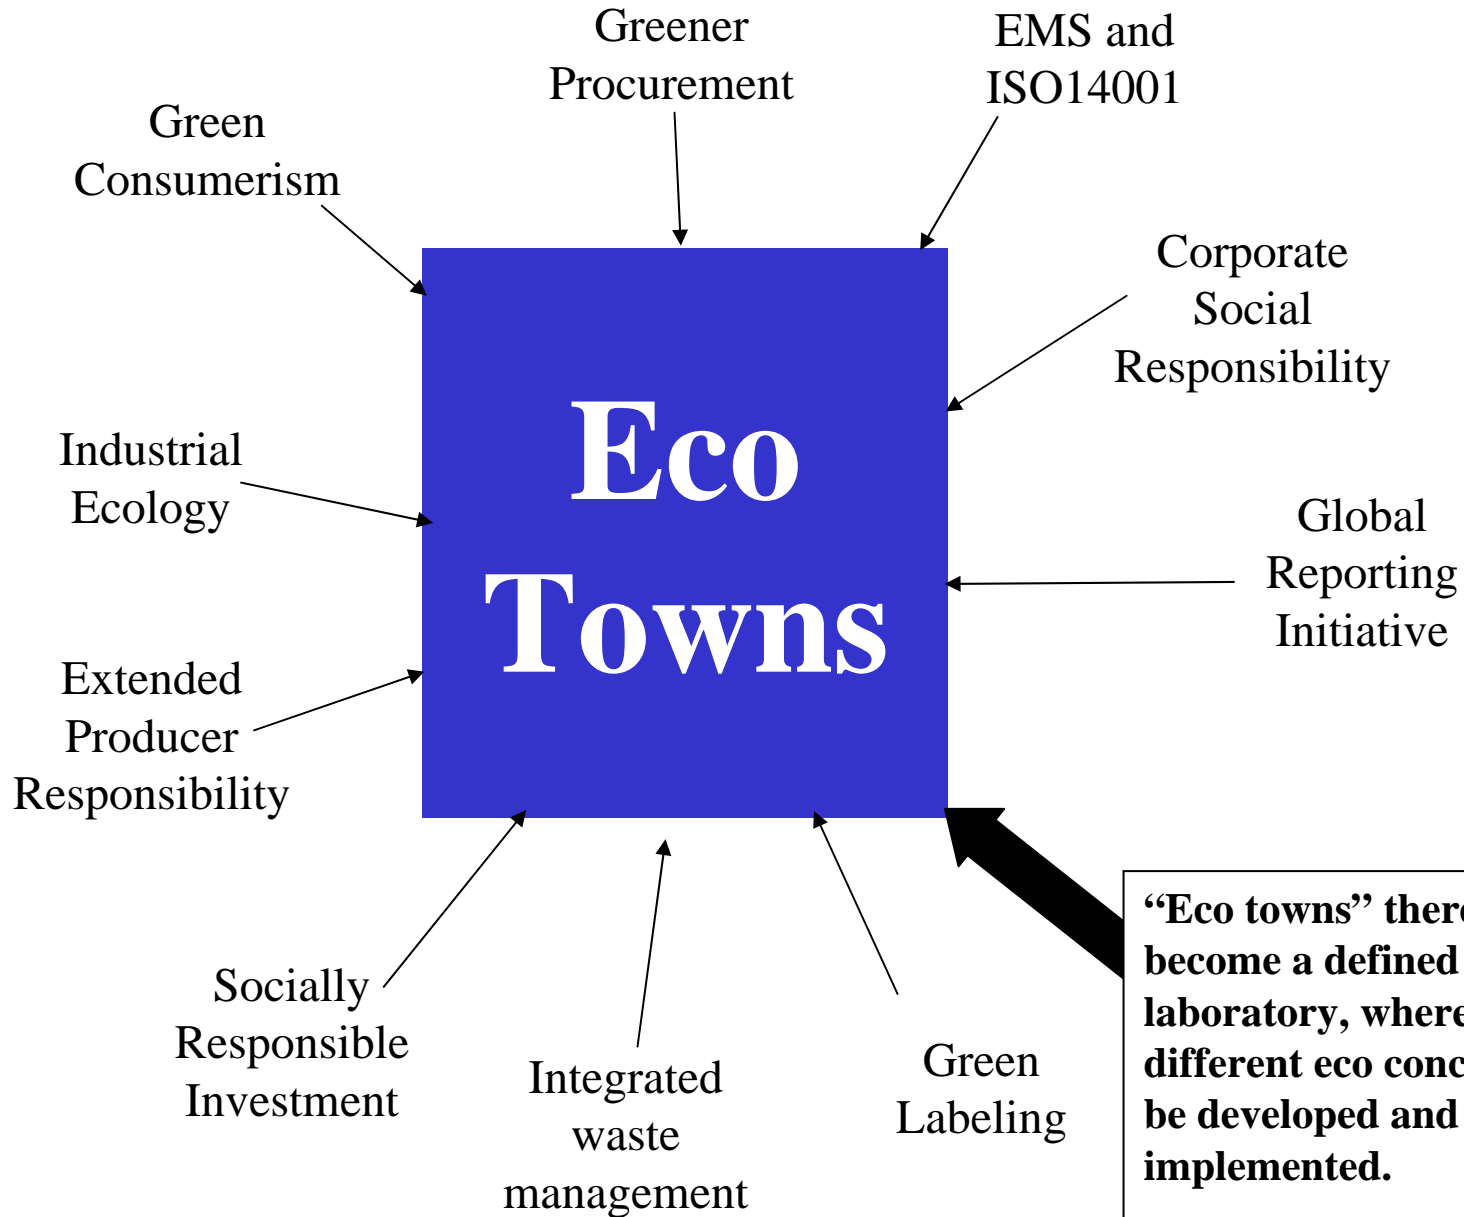 Greener
Procurement
EMS and
ISO14001
Green
Consumerism
Corporate
Social
Responsibility
Eco
Towns
Industrial
Ecology
Global
Reporting
Initiative
Extended
Producer
Responsibility
Socially
Responsible
Investment
Integrated
waste
management
Green
Labeling
“Eco towns”
become a defined
laboratory, where
different eco
be developed and
implemented.